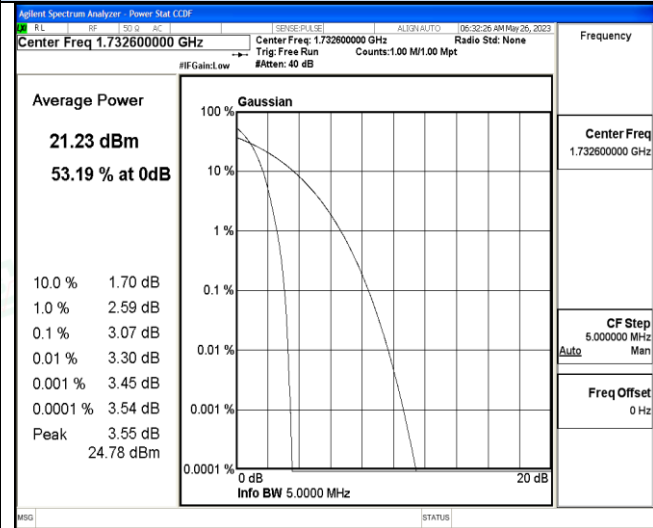 Agilent Spectrum Analyzer - Power Stat CCDF
RL RF 50 Ω AC SENSE:PULSE ALIGN AUTO 06:32:26 AM May 26, 2023
Center Freq 1.732600000 GHz
Center Freq: 1.732600000 GHz Radio Std: None
Trig: Free Run Counts:1.00 M/1.00 Mpt
#IFGain:Low #Atten: 40 dB
Average Power
21.23 dBm
53.19 % at 0dB
10.0 % 1.70 dB
1.0 % 2.59 dB
0.1 % 3.07 dB
0.01 % 3.30 dB
0.001 % 3.45 dB
0.0001 % 3.54 dB
Peak 3.55 dB
24.78 dBm
Gaussian
100 %
10 %
1 %
0.1 %
0.01 %
0.001 %
0.0001 %
0 dB 20 dB
Info BW 5.0000 MHz
Frequency
Center Freq
1.732600000 GHz
CF Step
5.000000 MHz
Auto Man
Freq Offset
0 Hz
MSG STATUS